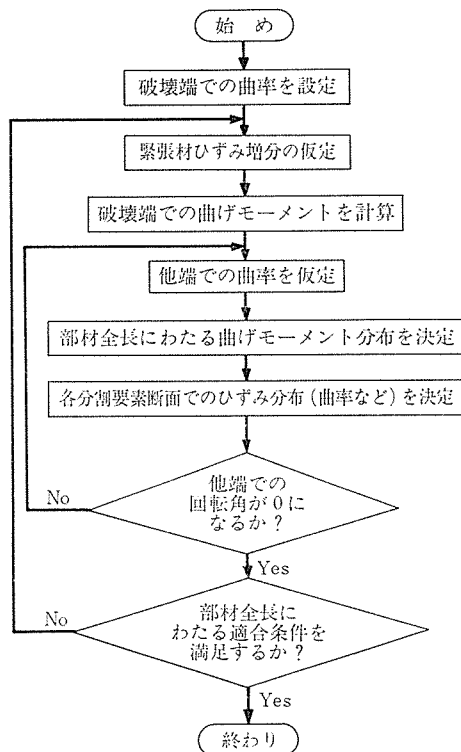 始 め
破壊端での曲率を設定
緊張材ひずみ増分の仮定
破壊端での曲げモーメントを計算
他端での曲率を仮定
部材全長にわたる曲げモーメント分布を決定
各分割要素断面でのひずみ分布(曲率など)を決定
No
他端での
回転角が0に
なるか?
Yes
No
部材全長に
わたる適合条件を
満足するか?
Yes
終わり